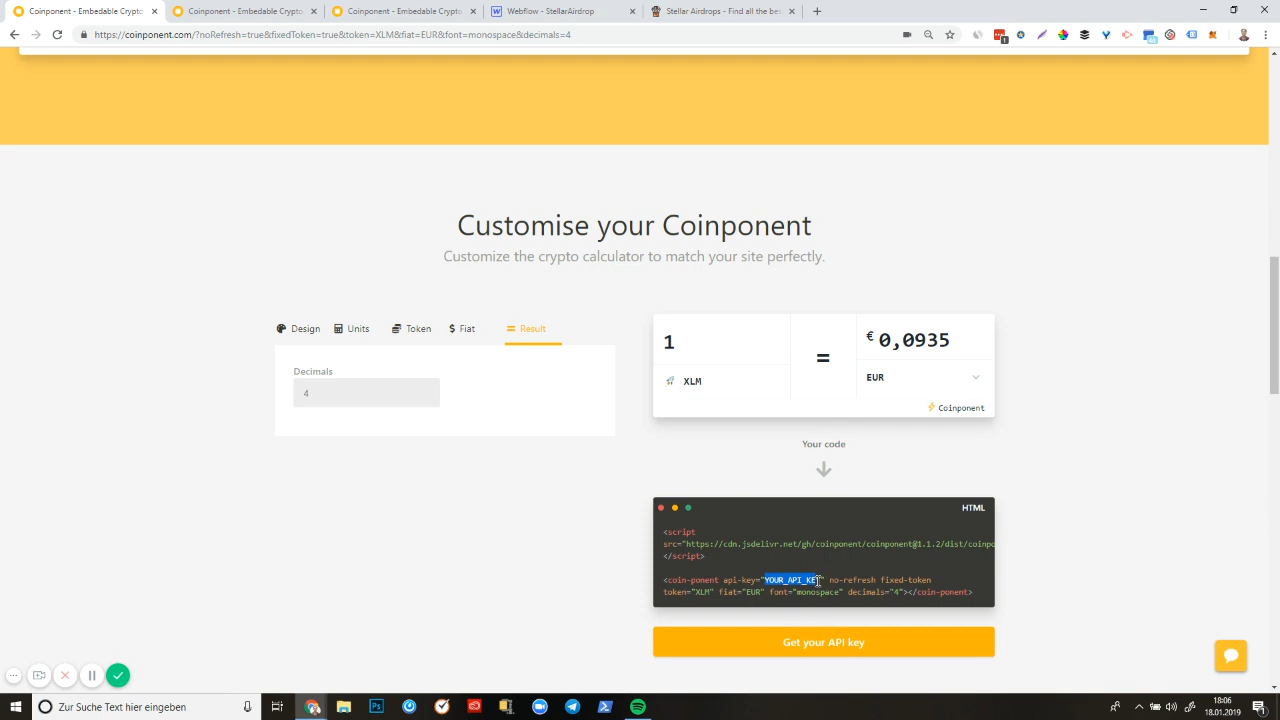 Coinponent - Embedable Crypto
Coinponent - Embedable Crypto
Coinponent - Embedable Crypto
Webflow - StellarAirdrop
Stellar Airdrops - Find all the bes
https://coinponent.com/?noRefresh=true&fixedToken=true&token=XLM&fiat=EUR&font=monospace&decimals=4
Customise your Coinponent
Customize the crypto calculator to match your site perfectly.
Design
Units
Token
$ Fiat
Result
Decimals
4
1
XLM
=
€ 0,0935
EUR
Coinponent
Your code
HTML
<script
src="https://cdn.jsdelivr.net/gh/coinponent/coinponent@1.1.2/dist/coinpo
</script>
<coin-ponent api-key="YOUR_API_KEY" no-refresh fixed-token
token="XLM" fiat="EUR" font="monospace" decimals="4"></coin-ponent>
Get your API key
Zur Suche Text hier eingeben
18:06
18.01.2019